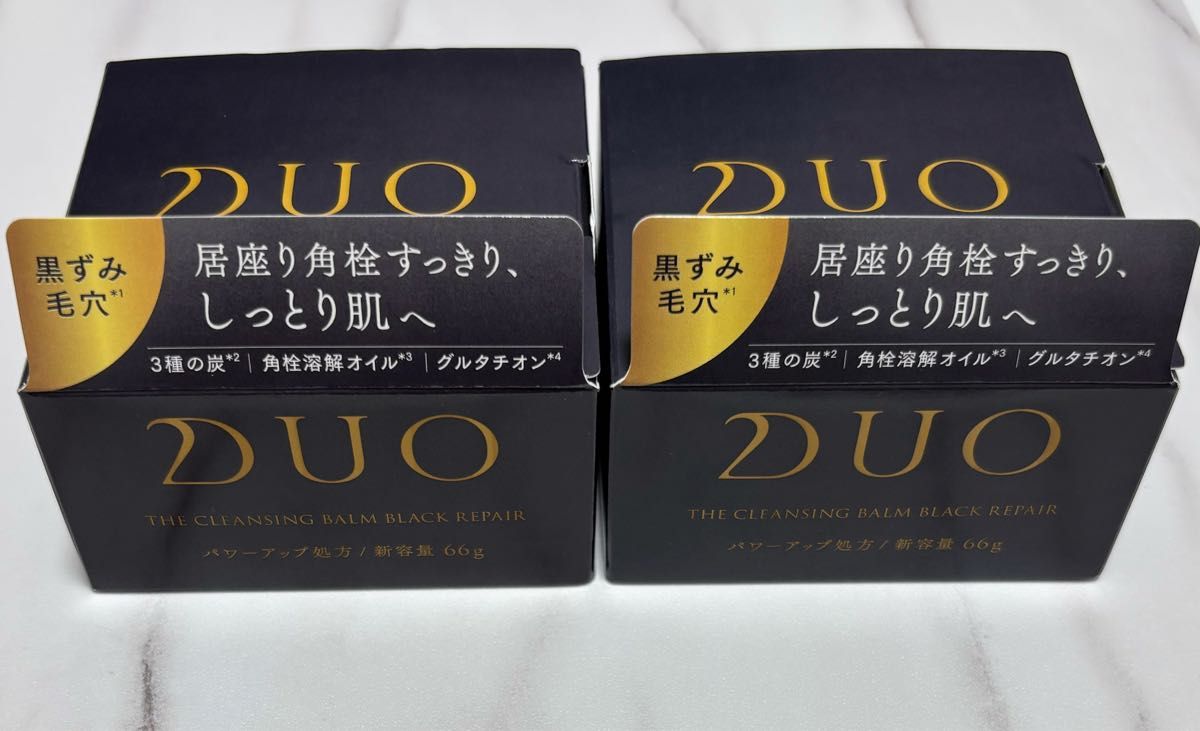 DUO
黒ずみ
毛穴*1
居座り角栓すっきり、
しっとり肌へ
3種の炭*2 | 角栓溶解オイル*3 | グルタチオン*4
DUO
THE CLEANSING BALM BLACK REPAIR
パワーアップ処方 / 新容量 66g
DUO
黒ずみ
毛穴*1
居座り角栓すっきり、
しっとり肌へ
3種の炭*2 | 角栓溶解オイル*3 | グルタチオン*4
DUO
THE CLEANSING BALM BLACK REPAIR
パワーアップ処方 / 新容量 66g